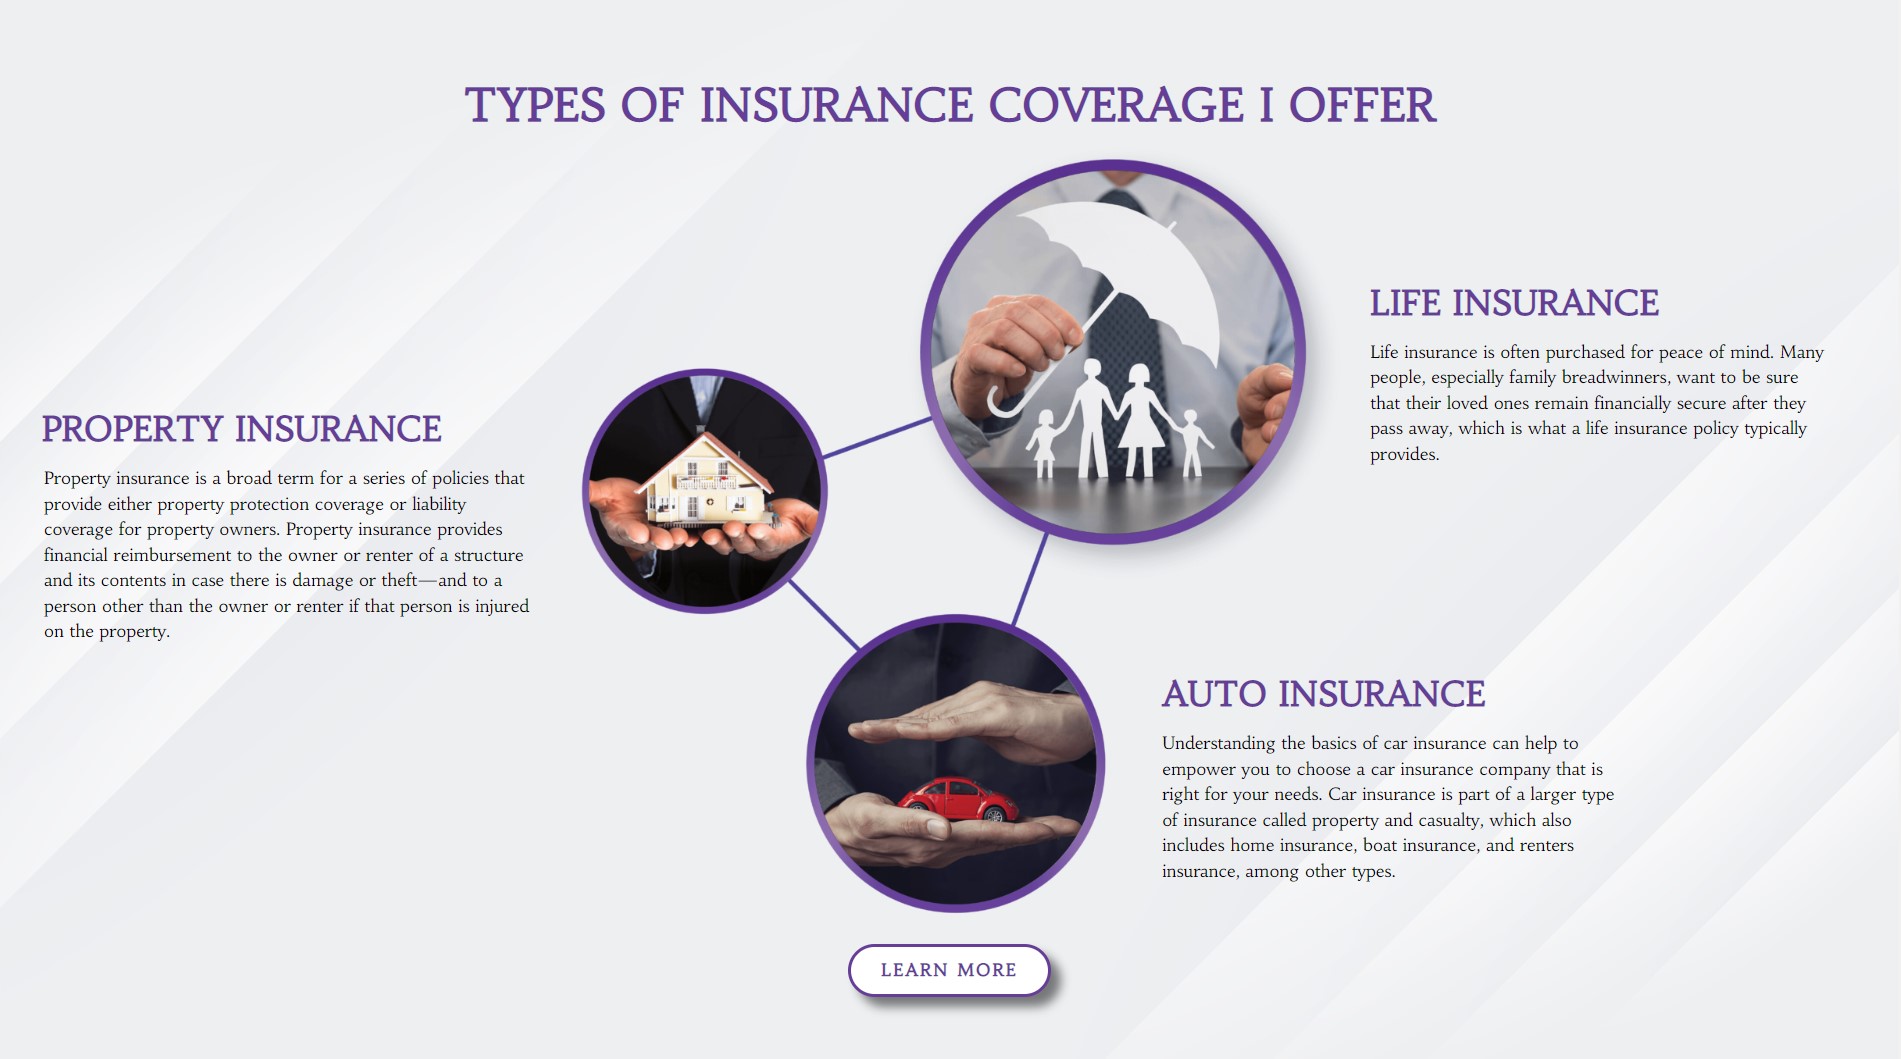 TYPES OF INSURANCE COVERAGE I OFFER
LIFE INSURANCE
Life insurance is often purchased for peace of mind. Many
people, especially family breadwinners, want to be sure
that their loved ones remain financially secure after they
pass away, which is what a life insurance policy typically
provides.
PROPERTY INSURANCE
Property insurance is a broad term for a series of policies that
provide either property protection coverage or liability
coverage for property owners. Property insurance provides
financial reimbursement to the owner or renter of a structure
and its contents in case there is damage or theft—and to a
person other than the owner or renter if that person is injured
on the property.
AUTO INSURANCE
Understanding the basics of car insurance can help to
empower you to choose a car insurance company that is
right for your needs. Car insurance is part of a larger type
of insurance called property and casualty, which also
includes home insurance, boat insurance, and renters
insurance, among other types.
LEARN MORE